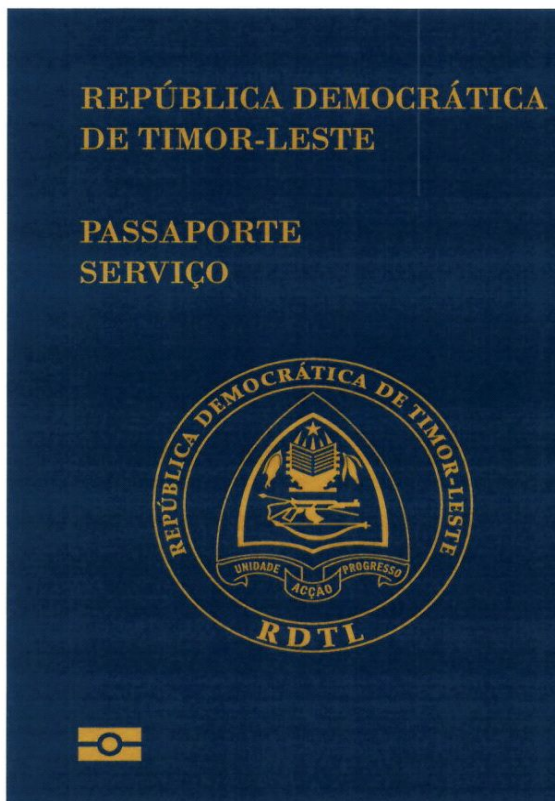 REPÚBLICA DEMOCRÁTICA
DE TIMOR-LESTE
PASSAPORTE
SERVIÇO
REPÚBLICA DEMOCRÁTICA DE TIMOR-LESTE
UNIDADE ACÇÃO PROGRESSO
RDTL